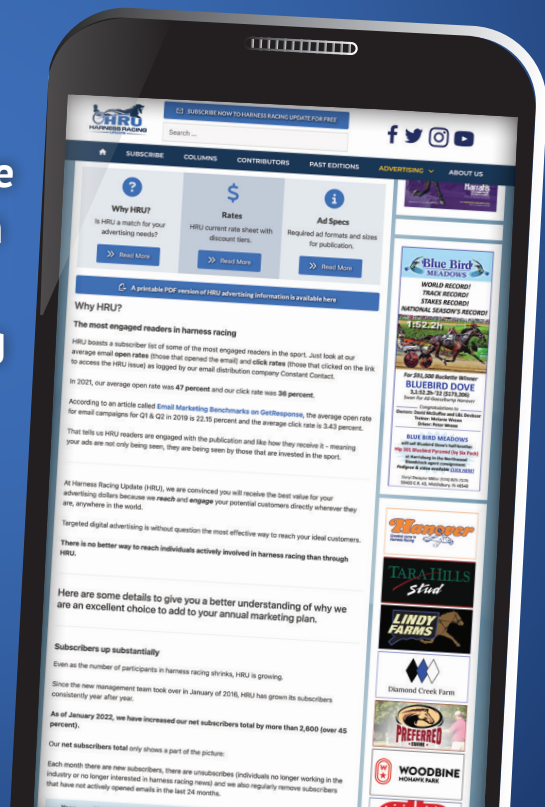 e
g
HRU
HARNESS RACING
UPDATE
SUBSCRIBE NOW TO HARNESS RACING UPDATE FOR FREE
Search ...
SUBSCRIBE COLUMNS CONTRIBUTORS PAST EDITIONS ADVERTISING ABOUT US
Why HRU?
Is HRU a match for your
advertising needs?
Read More
$
Rates
HRU current rate sheet with
discount tiers.
Read More
Ad Specs
Required ad formats and sizes
for publication.
Read More
A printable PDF version of HRU advertising information is available here
Why HRU?
The most engaged readers in harness racing
HRU boasts a subscriber list of some of the most engaged readers in the sport. Just look at our
average email open rates (those that opened the email) and click rates (those that clicked on the link
to access the HRU issue) as logged by our email distribution company Constant Contact.
In 2021, our average open rate was 47 percent and our click rate was 36 percent.
According to an article called Email Marketing Benchmarks on GetResponse, the average open rate
for email campaigns for Q1 & Q2 in 2019 is 22.15 percent and the average click rate is 3.43 percent.
That tells us HRU readers are engaged with the publication and like how they receive it - meaning
your ads are not only being seen, they are being seen by those that are invested in the sport.
At Harness Racing Update (HRU), we are convinced you will receive the best value for your
advertising dollars because we reach and engage your potential customers directly wherever they
are, anywhere in the world.
Targeted digital advertising is without question the most effective way to reach your ideal customers.
There is no better way to reach individuals actively involved in harness racing than through
HRU.
Here are some details to give you a better understanding of why we
are an excellent choice to add to your annual marketing plan.
Subscribers up substantially
Even as the number of participants in harness racing shrinks, HRU is growing.
Since the new management team took over in January of 2016, HRU has grown its subscribers
consistently year after year.
As of January 2022, we have increased our net subscribers total by more than 2,600 (over 45
percent).
Our net subscribers total only shows a part of the picture:
Each month there are new subscribers, there are unsubscribes (individuals no longer working in the
industry or no longer interested in harness racing news) and we also regularly remove subscribers
that have not actively opened emails in the last 24 months.
Harrah's
Blue Bird
MEADOWS
WORLD RECORD!
TRACK RECORD!
STAKES RECORD!
NATIONAL SEASON'S RECORD!
1:52.2h
For $91,500 Buckette Winner
BLUEBIRD DOVE
3,1:52.2h-'22 ($175,206)
Congratulations to
BLUE BIRD MEADOWS
Hanover
TARA HILLS
Stud
LINDY
FARMS
Diamond Creek Farm
PREFERRED
EQUINE
WOODBINE
MOHAWK PARK